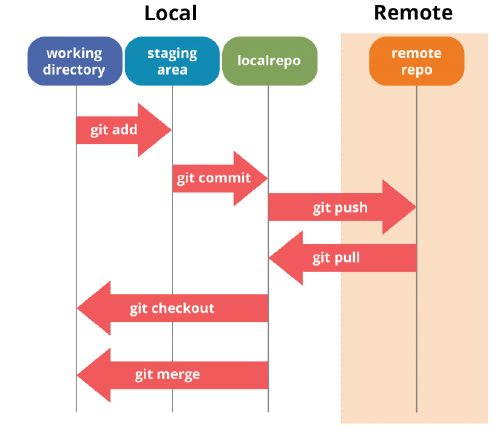 Local
Remote
working
directory
staging
area
localrepo
remote
repo
git add
git commit
git push
git pull
git checkout
git merge